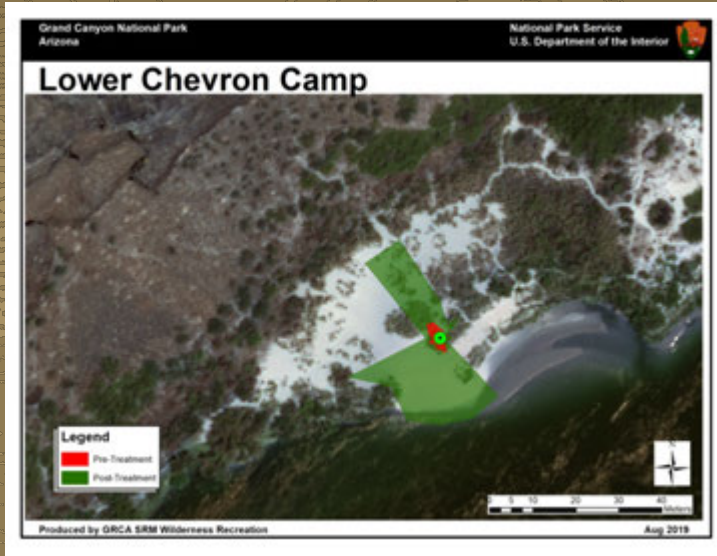 Grand Canyon National Park
Arizona
National Park Service
U.S. Department of the Interior
Lower Chevron Camp
Legend
Pre-Treatment
Post-Treatment
N
0 5 10 20 30 40
Meters
Produced by GRCA SRM Wilderness Recreation
Aug 2019